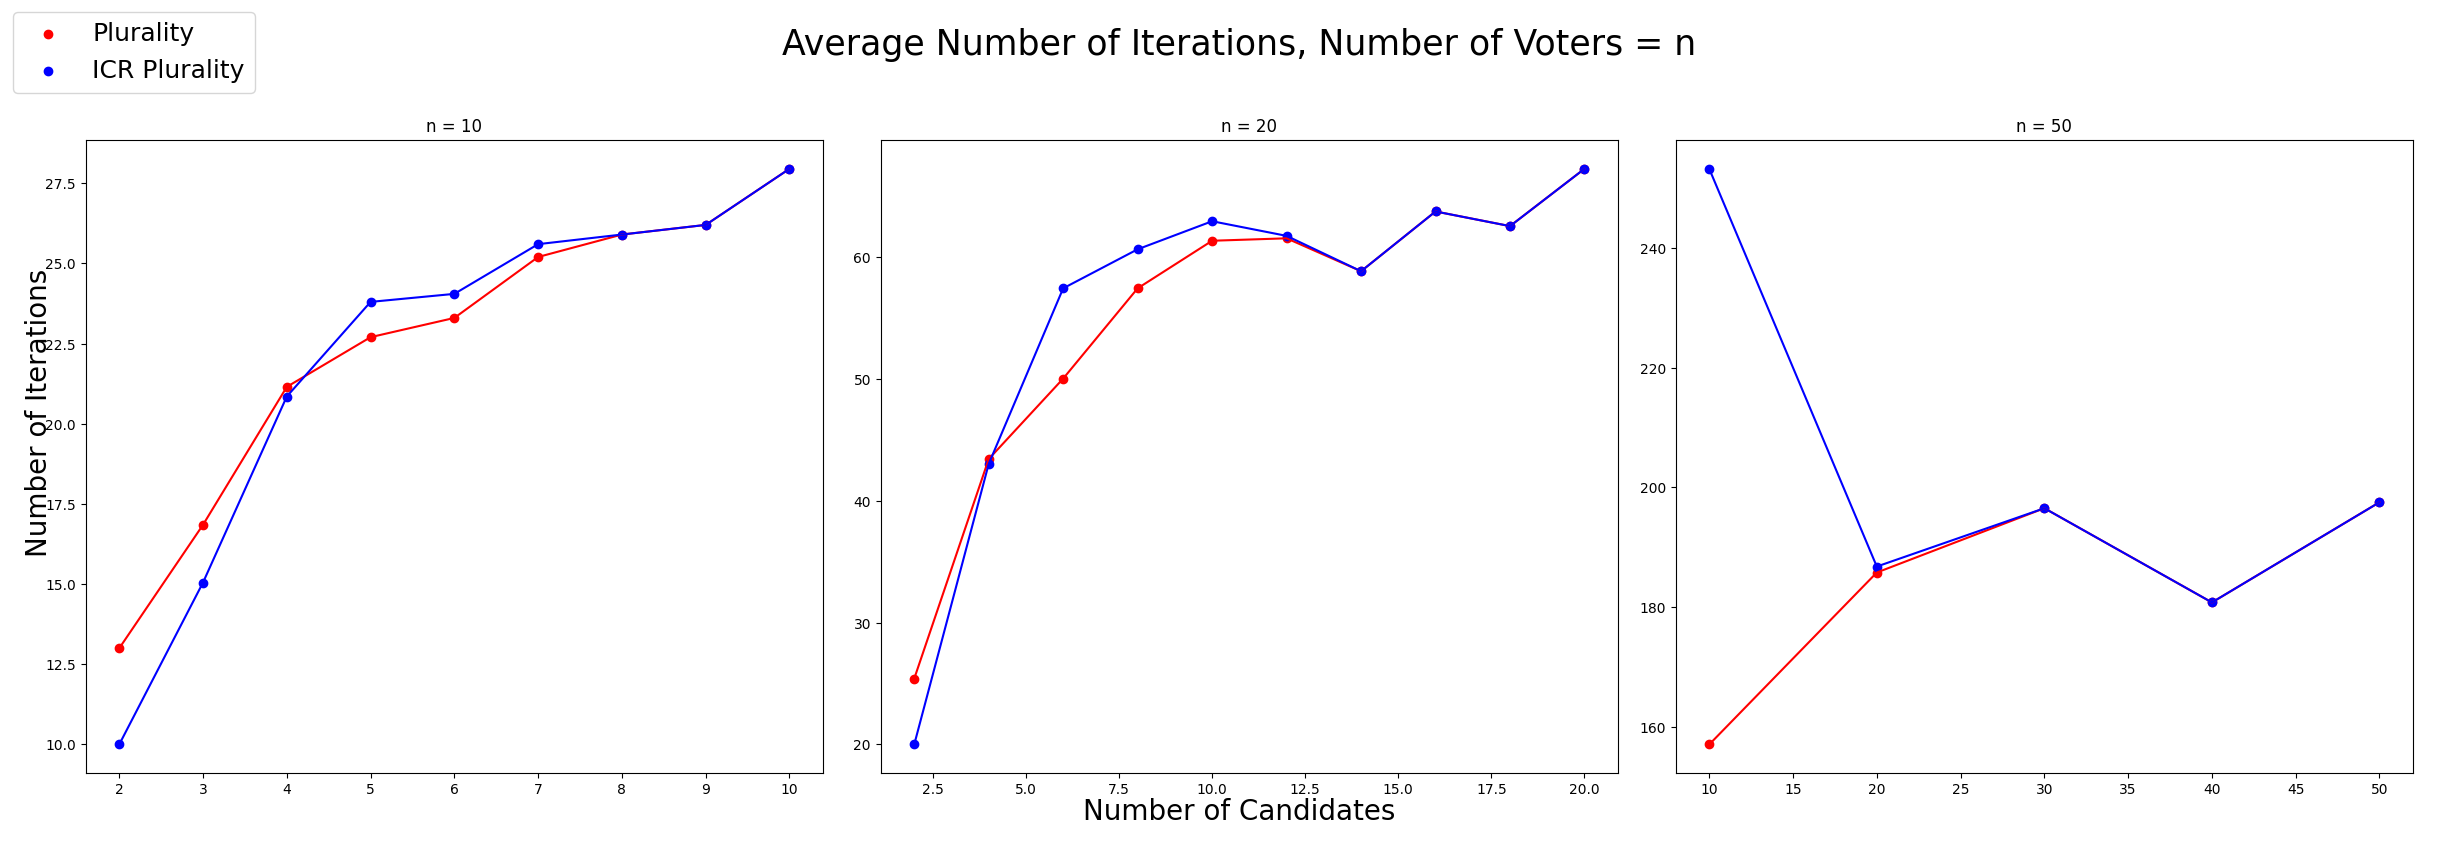 Plurality
ICR Plurality
Average Number of Iterations, Number of Voters = n
Number of Iterations
n = 10
27.5
25.0
22.5
20.0
17.5
15.0
12.5
10.0
2 3 4 5 6 7 8 9 10
n = 20
60
50
40
30
20
2.5 5.0 7.5 10.0 12.5 15.0 17.5 20.0
n = 50
240
220
200
180
160
10 15 20 25 30 35 40 45 50
Number of Candidates